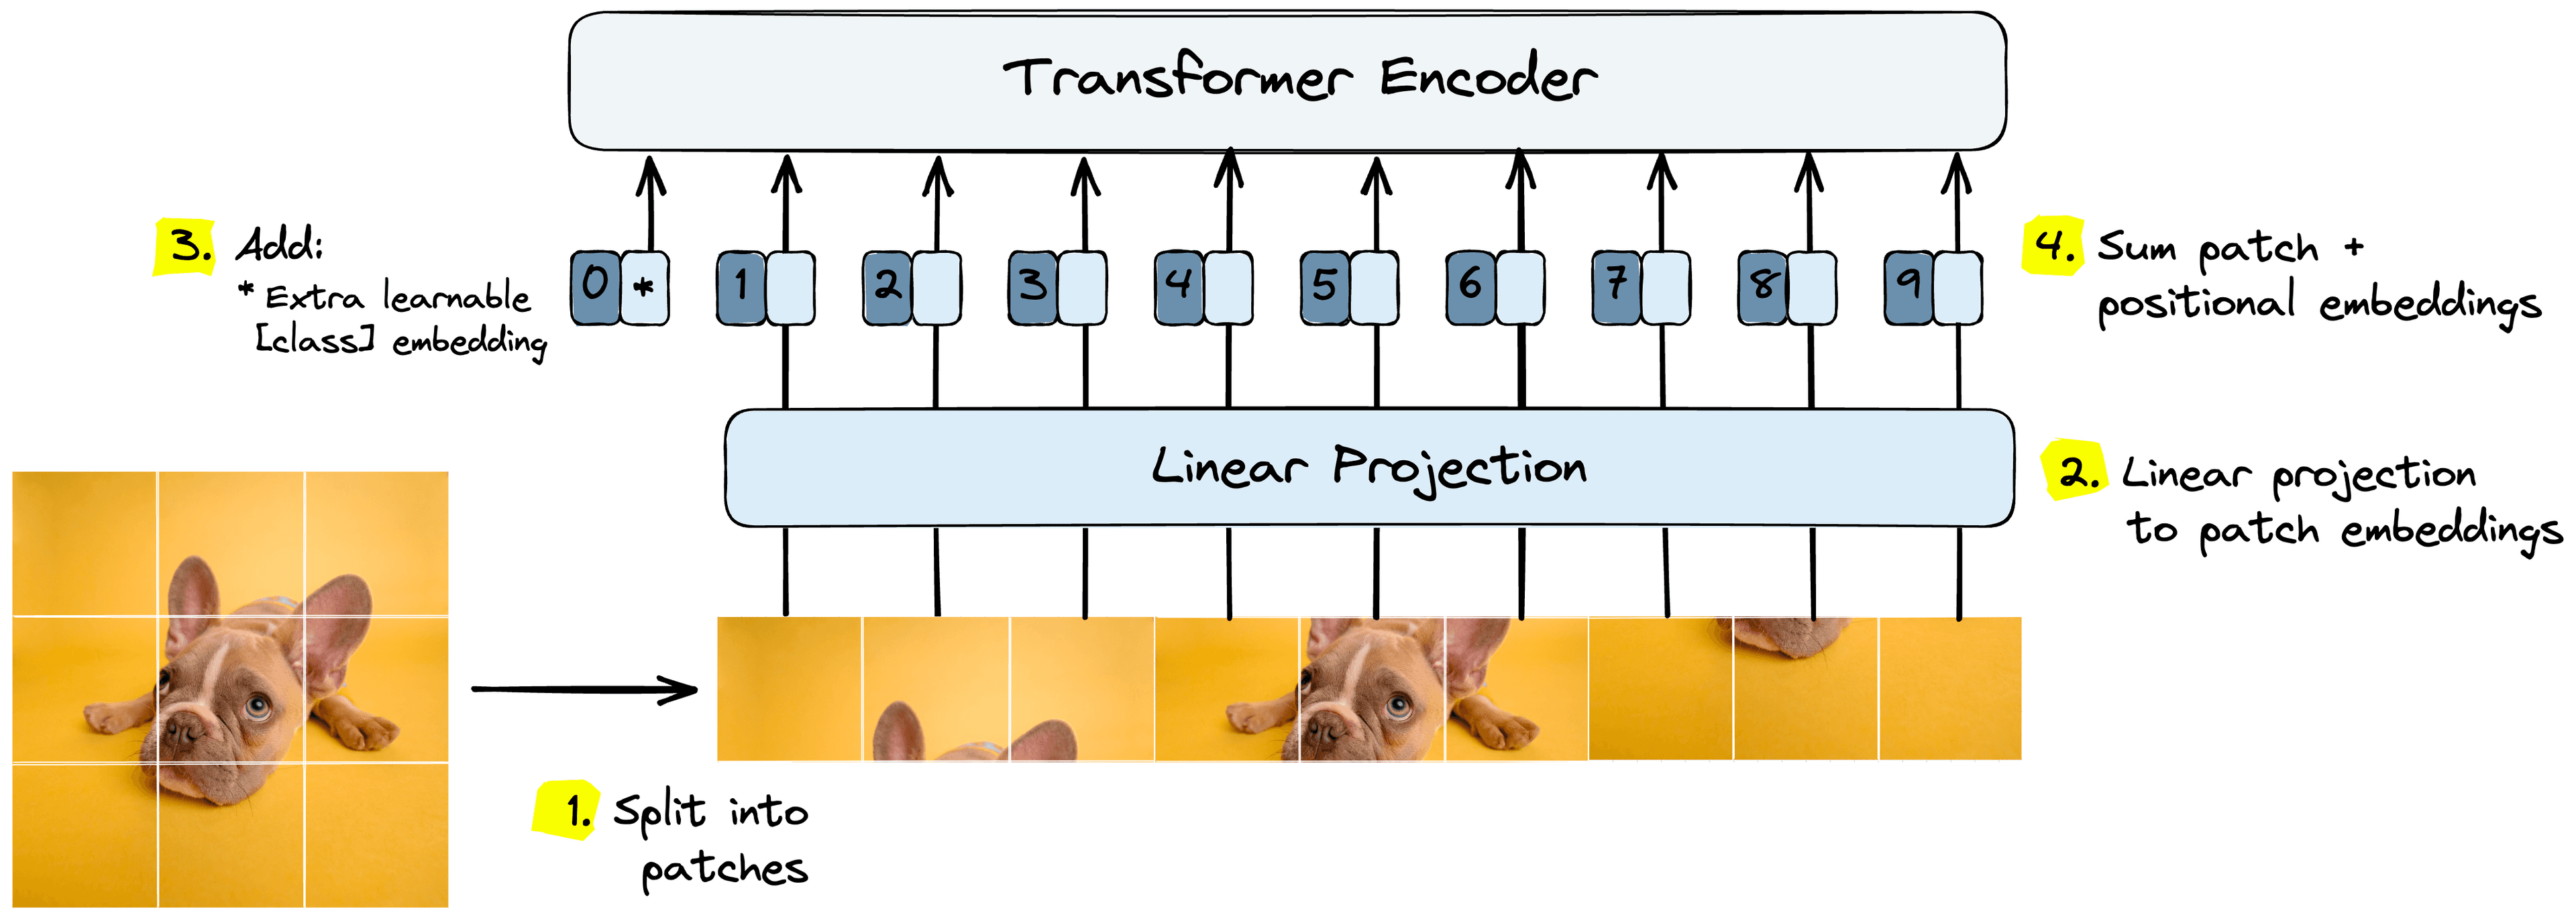 Transformer Encoder
3. Add:
* Extra learnable
[class] embedding
0 * 1 2 3 4 5 6 7 8 9
4. Sum patch +
positional embeddings
Linear Projection
2. Linear projection
to patch embeddings
1. Split into
patches